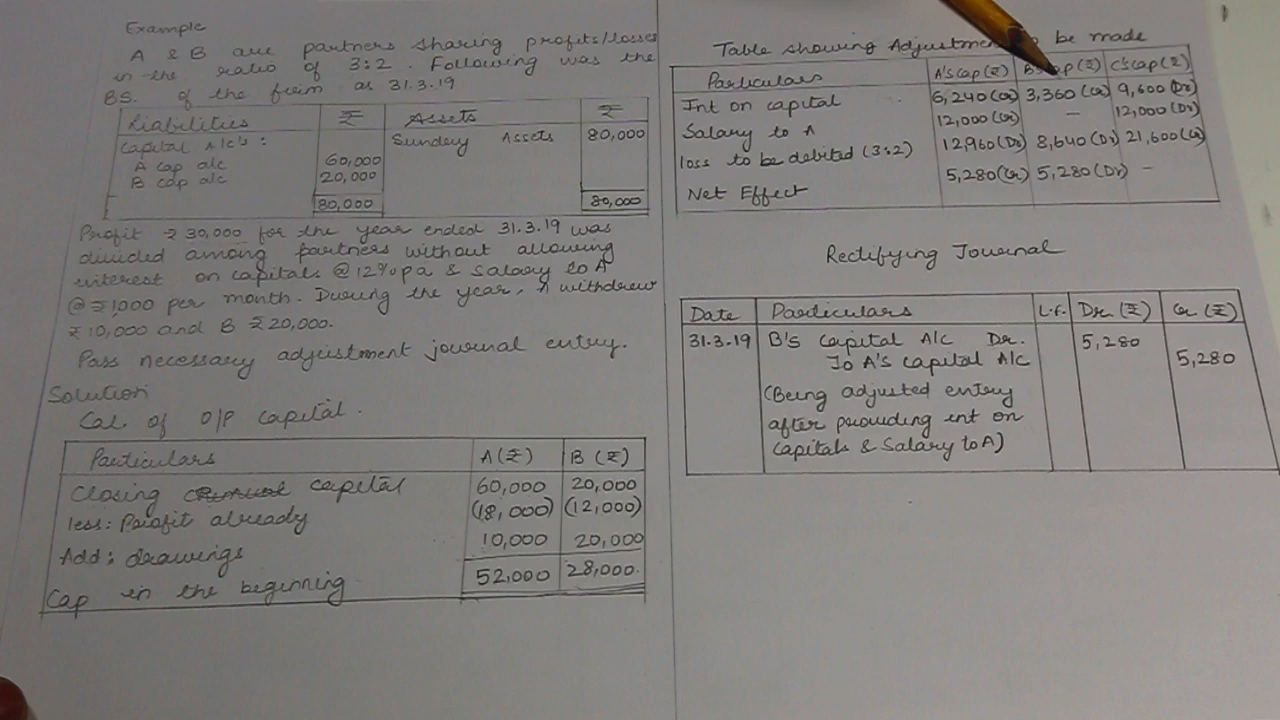 Example
A & B are partners sharing profits/losses
in the ratio of 3:2. Following was the
BS. of the firm as 31.3.19
Liabilities ₹ Assets ₹
Capital A/c's: Sundry Assets 80,000
A cap a/c 60,000
B cap a/c 20,000
80,000 80,000
Profit ₹30,000 for the year ended 31.3.19 was
divided among partners without allowing
interest on capitals @12% pa & salary to A
@ ₹1,000 per month. During the year, A withdrew
₹10,000 and B ₹20,000.
Pass necessary adjustment journal entry.
Solution
Cal. of O/P capital.
Particulars A(₹) B(₹)
Closing capital 60,000 20,000
less: Profit already (18,000) (12,000)
Add: drawings 10,000 20,000
Cap in the beginning 52,000 28,000.
Table showing Adjustment to be made
Particulars A's Cap(₹) Cap(₹) C's Cap(₹)
Int on capital 6,240(Cr) 3,360(Cr) 9,600(Dr)
Salary to A 12,000(Cr) — 12,000(Dr)
loss to be debited (3:2) 12,960(Dr) 8,640(Dr) 21,600(Cr)
Net Effect 5,280(Cr) 5,280(Dr) -
Rectifying Journal
Date Particulars L.F. Dr.(₹) Cr.(₹)
31.3.19 B's capital A/c Dr. 5,280
To A's capital A/c 5,280
(Being adjusted entry
after providing int on
capitals & Salary to A)